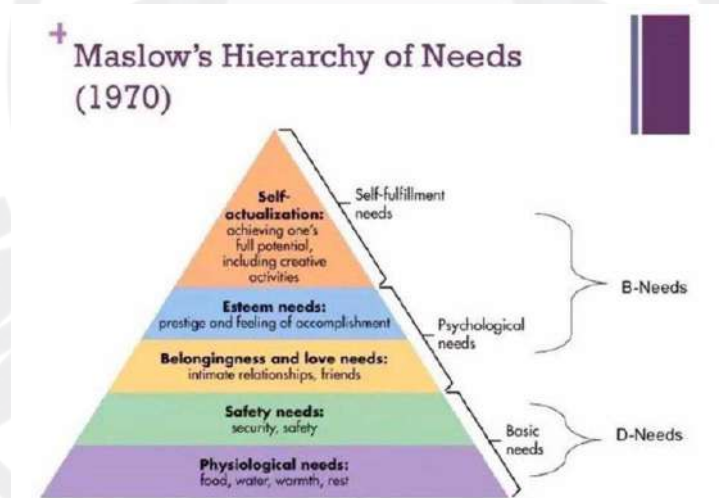 +
Maslow's Hierarchy of Needs
(1970)
Self-
actualization:
achieving one's
full potential,
including creative
activities
Esteem needs:
prestige and feeling of accomplishment
Belongingness and love needs:
intimate relationships, friends
Safety needs:
security, safety
Physiological needs:
food, water, warmth, rest
Self-fulfillment
needs
Psychological
needs
Basic
needs
B-Needs
D-Needs